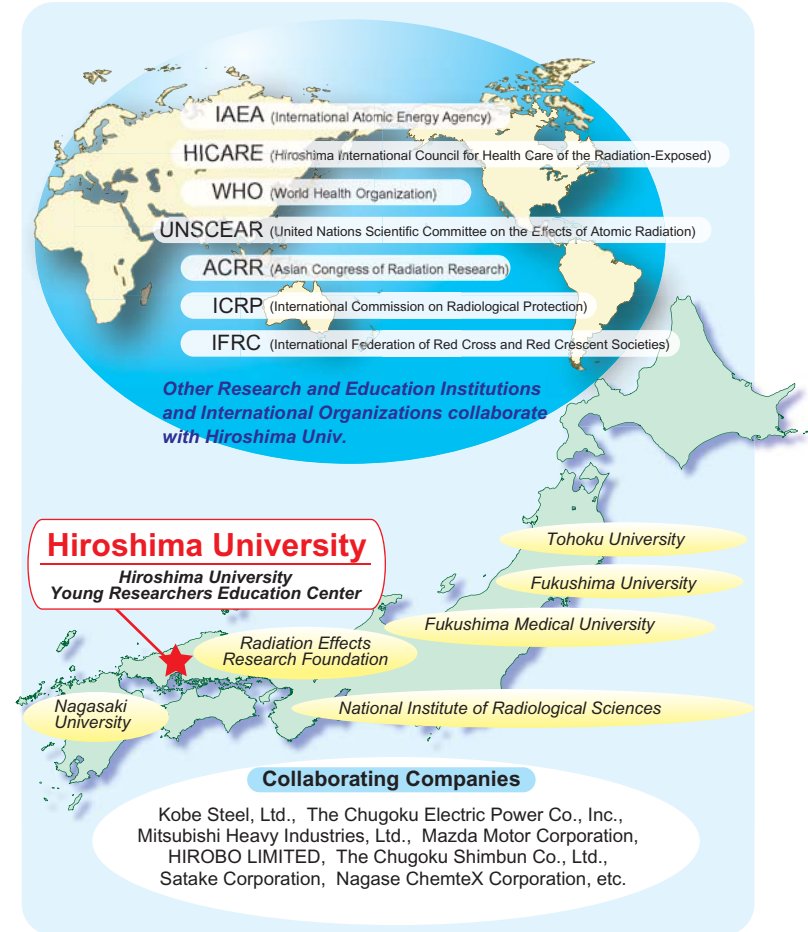 IAEA (International Atomic Energy Agency)
HICARE (Hiroshima International Council for Health Care of the Radiation-Exposed)
WHO (World Health Organization)
UNSCEAR (United Nations Scientific Committee on the Effects of Atomic Radiation)
ACRR (Asian Congress of Radiation Research)
ICRP (International Commission on Radiological Protection)
IFRC (International Federation of Red Cross and Red Crescent Societies)
Other Research and Education Institutions
and International Organizations collaborate
with Hiroshima Univ.
Hiroshima University
Hiroshima University
Young Researchers Education Center
Tohoku University
Fukushima University
Fukushima Medical University
Radiation Effects
Research Foundation
Nagasaki
University
National Institute of Radiological Sciences
Collaborating Companies
Kobe Steel, Ltd., The Chugoku Electric Power Co., Inc.,
Mitsubishi Heavy Industries, Ltd., Mazda Motor Corporation,
HIROBO LIMITED, The Chugoku Shimbun Co., Ltd.,
Satake Corporation, Nagase ChemteX Corporation, etc.